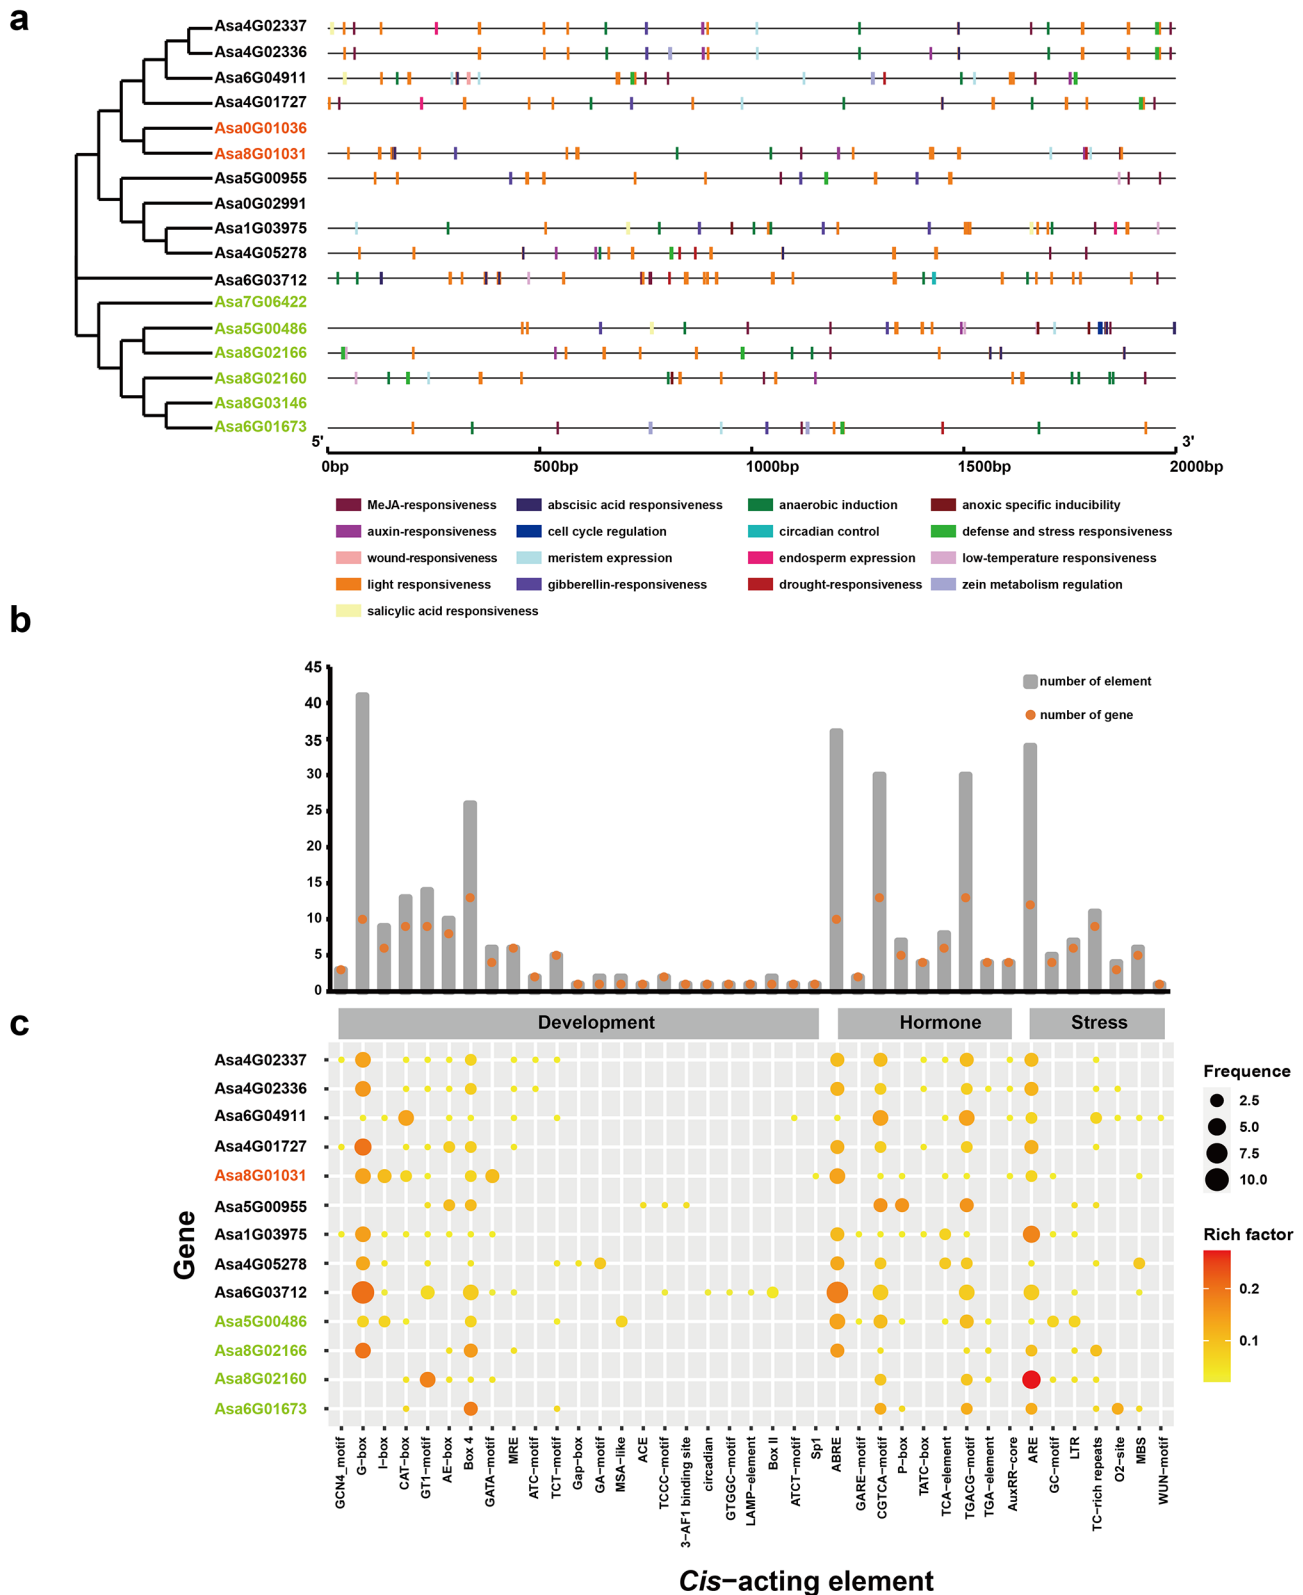 a
Asa4G02337
Asa4G02336
Asa6G04911
Asa4G01727
Asa0G01036
Asa8G01031
Asa5G00955
Asa0G02991
Asa1G03975
Asa4G05278
Asa6G03712
Asa7G06422
Asa5G00486
Asa8G02166
Asa8G02160
Asa8G03146
Asa6G01673
5' 3'
0bp 500bp 1000bp 1500bp 2000bp
MeJA-responsiveness abscisic acid responsiveness anaerobic induction anoxic specific inducibility
auxin-responsiveness cell cycle regulation circadian control defense and stress responsiveness
wound-responsiveness meristem expression endosperm expression low-temperature responsiveness
light responsiveness gibberellin-responsiveness drought-responsiveness zein metabolism regulation
salicylic acid responsiveness
b
45
40
35
30
25
20
15
10
5
0
number of element
number of gene
c
Development Hormone Stress
Gene
Asa4G02337
Asa4G02336
Asa6G04911
Asa4G01727
Asa8G01031
Asa5G00955
Asa1G03975
Asa4G05278
Asa6G03712
Asa5G00486
Asa8G02166
Asa8G02160
Asa6G01673
Frequence
2.5
5.0
7.5
10.0
Rich factor
0.2
0.1
GCN4_motif
G−box
I−box
CAT−box
GT1−motif
AE−box
Box 4
GATA−motif
MRE
ATC−motif
TCT−motif
Gap−box
GA−motif
MSA−like
ACE
TCCC−motif
3−AF1 binding site
circadian
GTGGC−motif
LAMP−element
Box II
ATCT−motif
Sp1
ABRE
GARE−motif
CGTCA−motif
P−box
TATC−box
TCA−element
TGACG−motif
TGA−element
AuxRR−core
ARE
GC−motif
LTR
TC−rich repeats
O2−site
MBS
WUN−motif
Cis−acting element